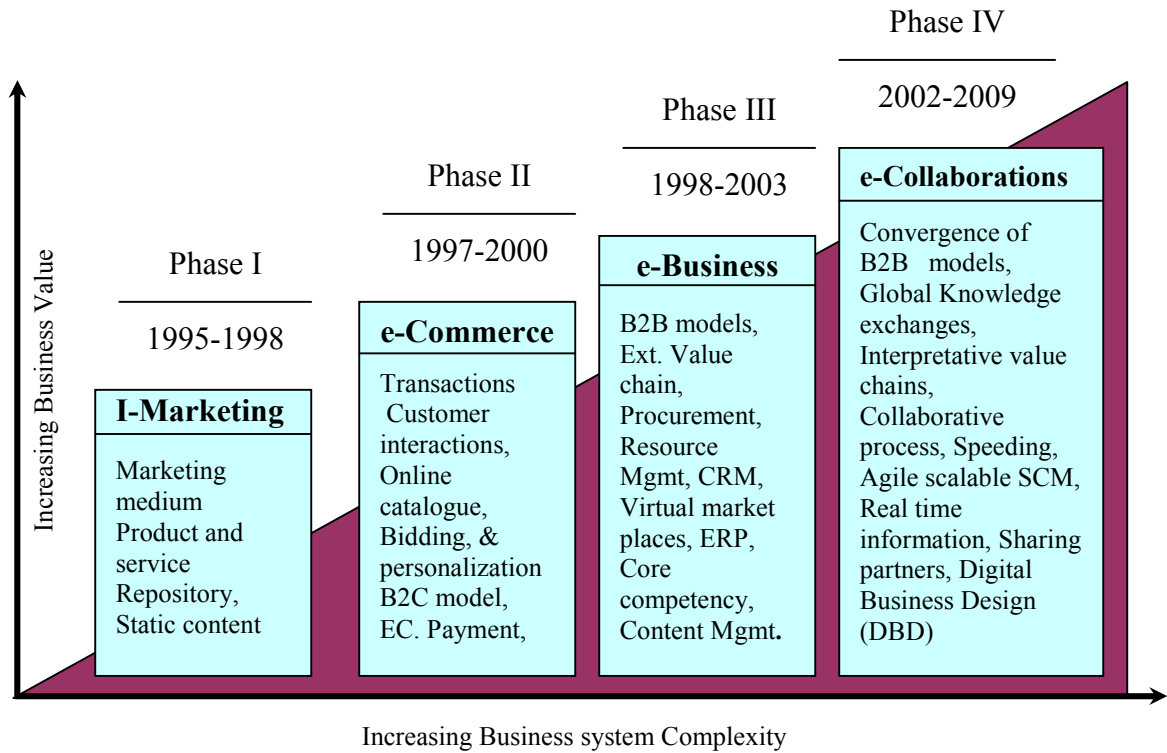 Phase I
1995-1998
I-Marketing
Marketing
medium
Product and
service
Repository,
Static content
Phase II
1997-2000
e-Commerce
Transactions
Customer
interactions,
Online
catalogue,
Bidding, &
personalization
B2C model,
EC. Payment,
Phase III
1998-2003
e-Business
B2B models,
Ext. Value
chain,
Procurement,
Resource
Mgmt, CRM,
Virtual market
places, ERP,
Core
competency,
Content Mgmt.
Phase IV
2002-2009
e-Collaborations
Convergence of
B2B models,
Global Knowledge
exchanges,
Interpretative value
chains,
Collaborative
process, Speeding,
Agile scalable SCM,
Real time
information, Sharing
partners, Digital
Business Design
(DBD)
Increasing Business Value
Increasing Business system Complexity